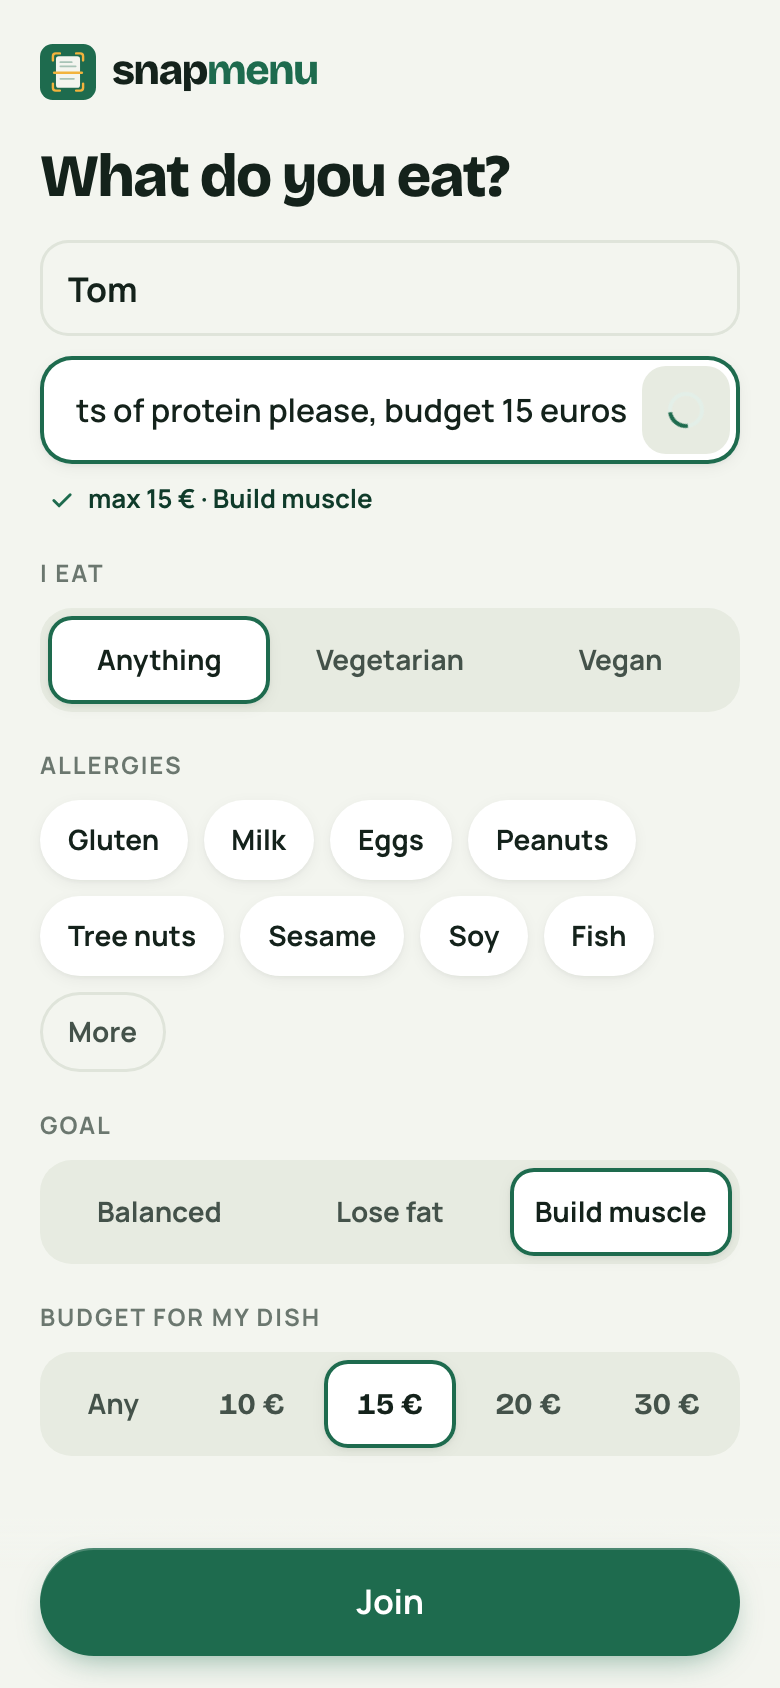 snapmenu
What do you eat?
Tom
ts of protein please, budget 15 euros
max 15 € · Build muscle
I EAT
Anything Vegetarian Vegan
ALLERGIES
Gluten Milk Eggs Peanuts
Tree nuts Sesame Soy Fish
More
GOAL
Balanced Lose fat Build muscle
BUDGET FOR MY DISH
Any 10 € 15 € 20 € 30 €
Join